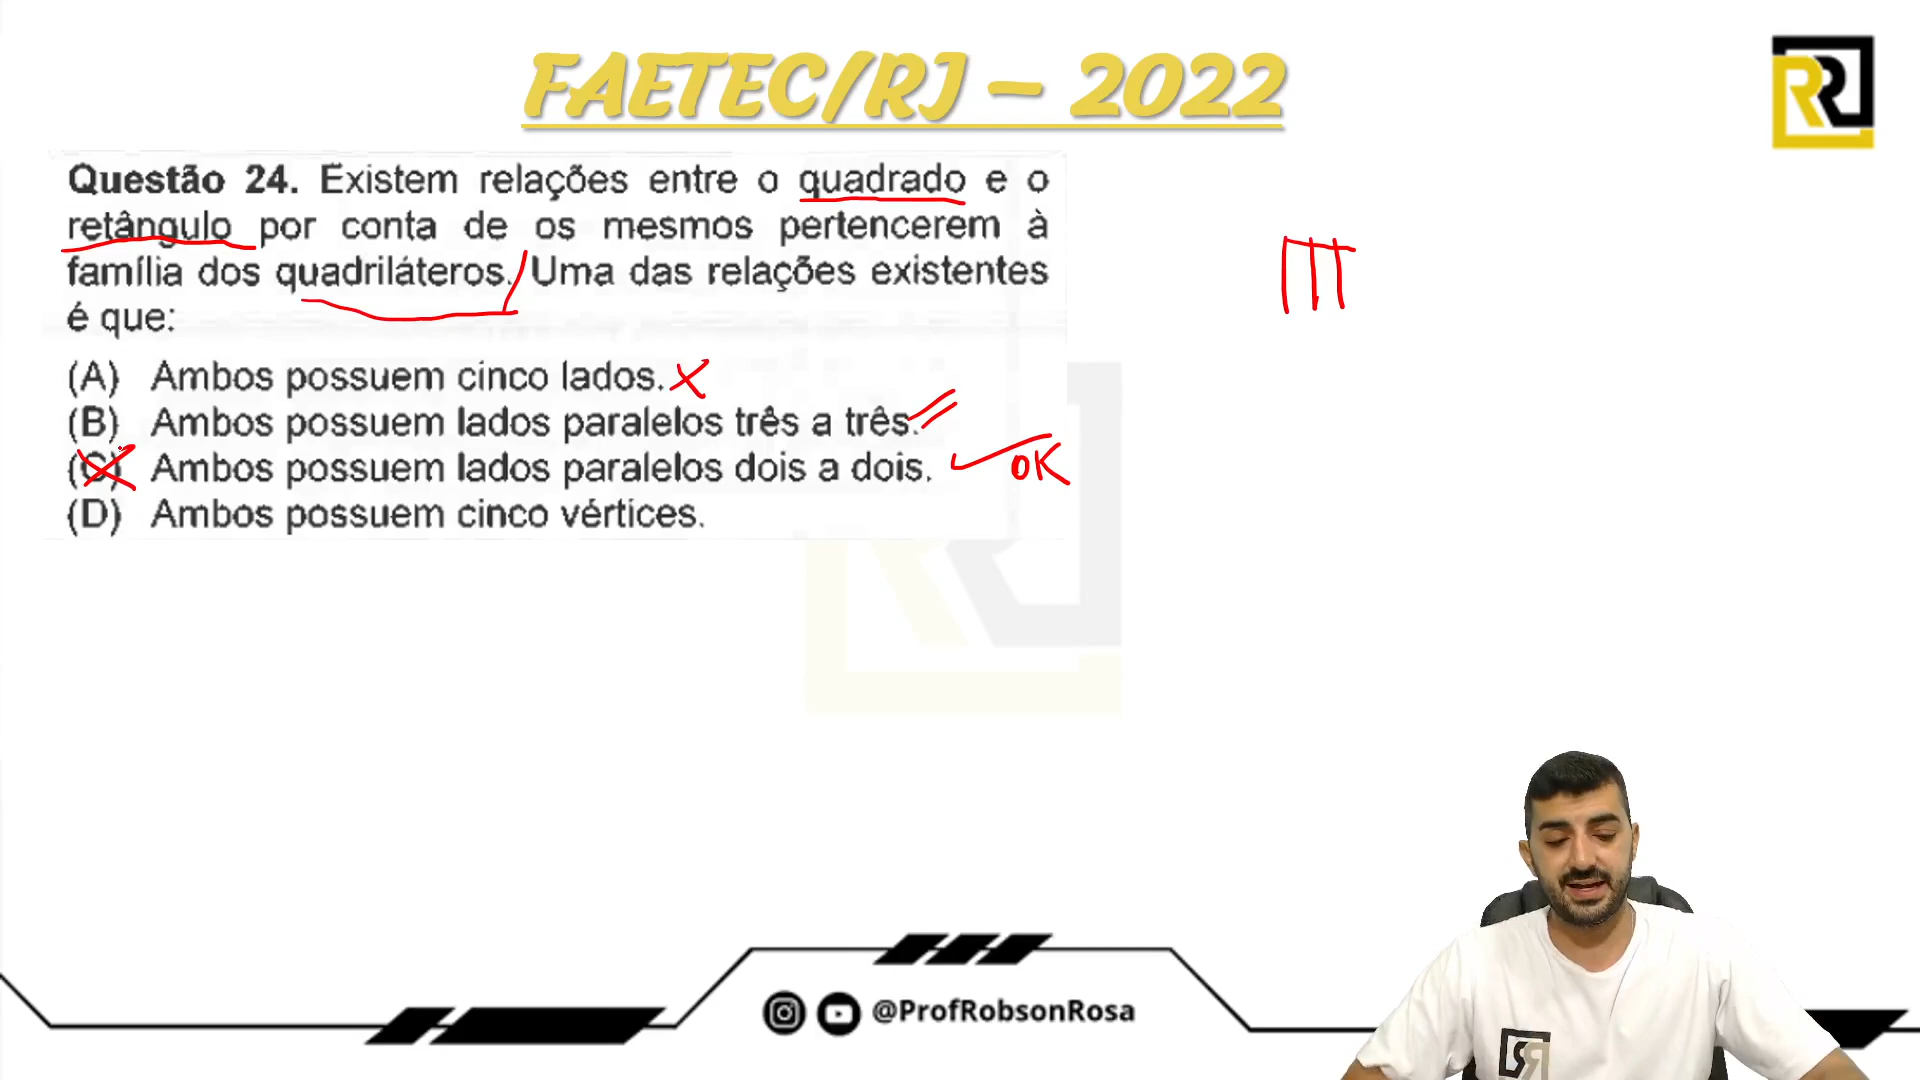 FAETEC/RJ – 2022
Questão 24. Existem relações entre o quadrado e o
retângulo por conta de os mesmos pertencerem à
família dos quadriláteros. Uma das relações existentes
é que:
(A) Ambos possuem cinco lados.
(B) Ambos possuem lados paralelos três a três.
(C) Ambos possuem lados paralelos dois a dois. OK
(D) Ambos possuem cinco vértices.
@ProfRobsonRosa